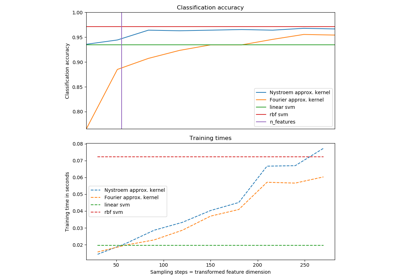 Classification accuracy
1.00
0.95
0.90
0.85
0.80
Classification accuracy
Nystroem approx. kernel
Fourier approx. kernel
linear svm
rbf svm
n_features
Training times
0.08
0.07
0.06
0.05
0.04
0.03
0.02
Training time in seconds
Nystroem approx. kernel
Fourier approx. kernel
linear svm
rbf svm
50 100 150 200 250
Sampling steps = transformed feature dimension